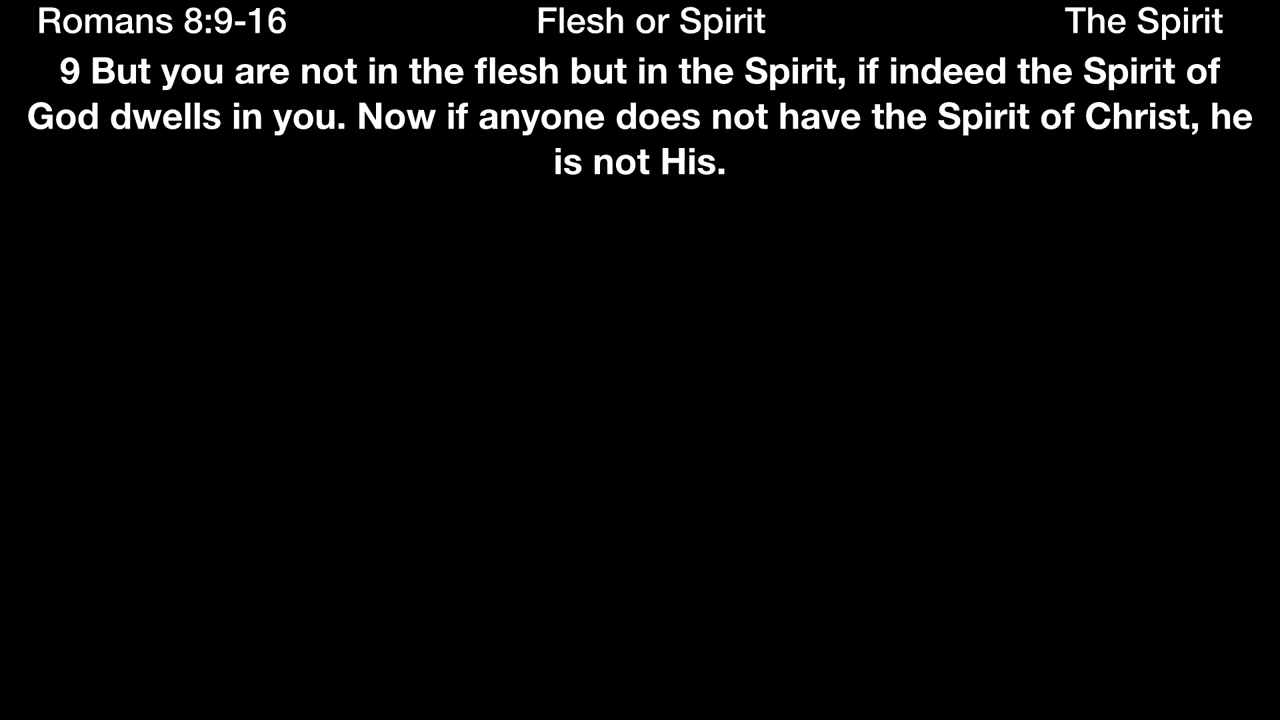 Romans 8:9-16 Flesh or Spirit The Spirit
9 But you are not in the flesh but in the Spirit, if indeed the Spirit of
God dwells in you. Now if anyone does not have the Spirit of Christ, he
is not His.